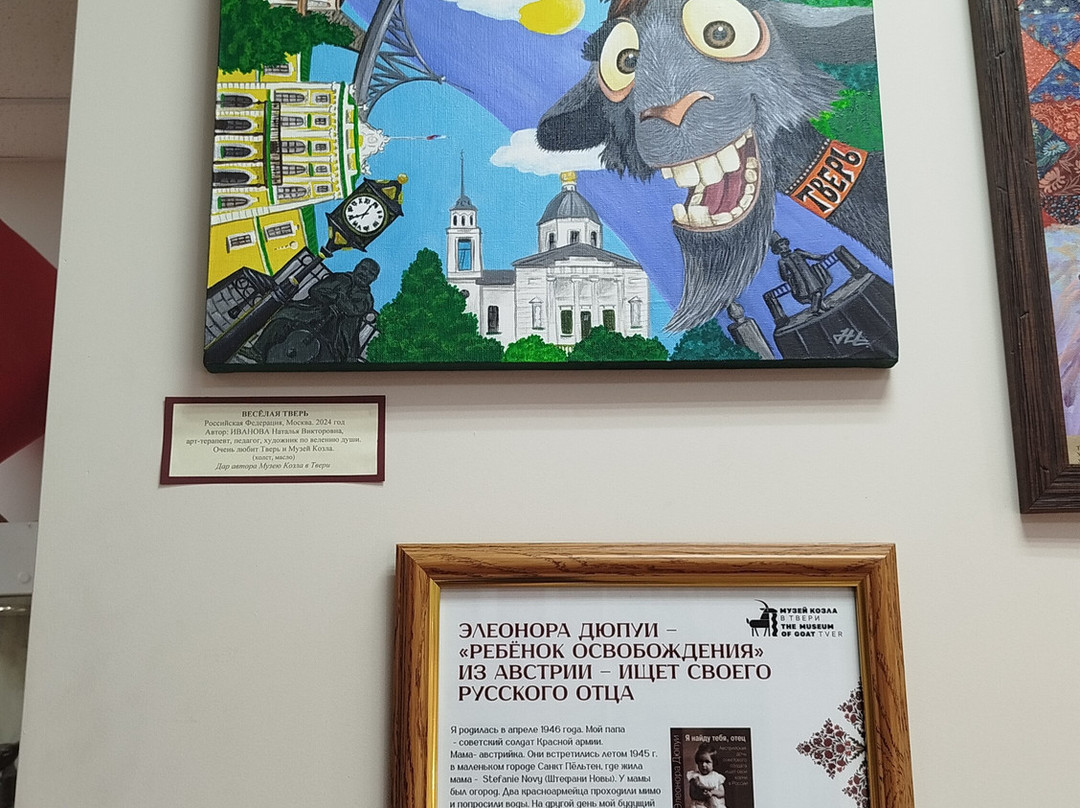 ТВЕРЬ
ВЕСЁЛАЯ ТВЕРЬ
Российская Федерация, Москва. 2024 год
Автор: ИВАНОВА Наталья Викторовна,
арт-терапевт, педагог, художник по велению души.
Очень любит Тверь и Музей Козла.
(холст, масло)
Дар автора Музею Козла в Твери
МУЗЕЙ КОЗЛА
В ТВЕРИ
THE MUSEUM
OF GOAT TVER
ЭЛЕОНОРА ДЮПУИ –
«РЕБЁНОК ОСВОБОЖДЕНИЯ»
ИЗ АВСТРИИ – ИЩЕТ СВОЕГО
РУССКОГО ОТЦА
Я родилась в апреле 1946 года. Мой папа
- советский солдат Красной армии.
Мама- австрийка. Они встретились летом 1945 г.
в маленьком городе Санкт Пёльтен, где жила
мама - Stefanie Novy (Штефани Новы). У мамы
был огород. Два красноармейца проходили мимо
и попросили воды. На другой день мой будущий
Я найду тебя, отец
Элеонора Дюпуи